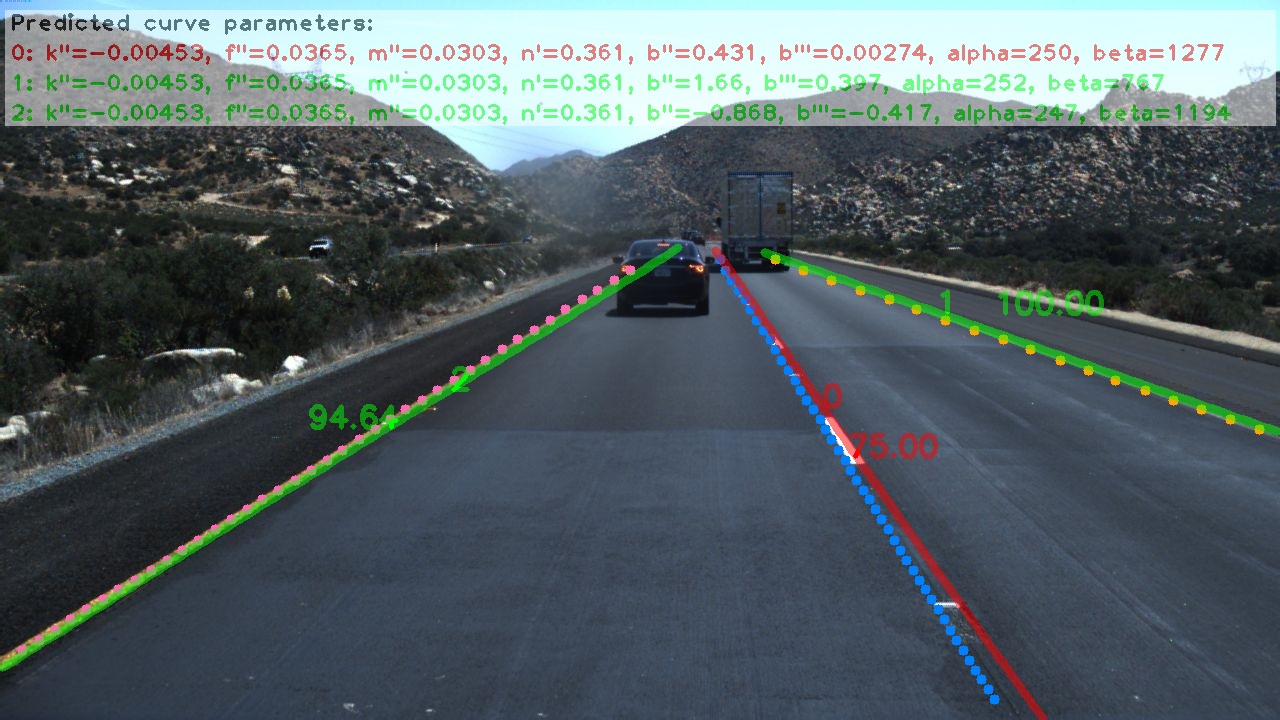 Predicted curve parameters:
0: k"=-0.00453, f"=0.0365, m"=0.0303, n'=0.361, b"=0.431, b'''=0.00274, alpha=250, beta=1277
1: k"=-0.00453, f"=0.0365, m"=0.0303, n'=0.361, b"=1.66, b'''=0.397, alpha=252, beta=767
2: k"=-0.00453, f"=0.0365, m"=0.0303, n'=0.361, b"=-0.868, b'''=-0.417, alpha=247, beta=1194
1 100.00
2
0
94.64
75.00